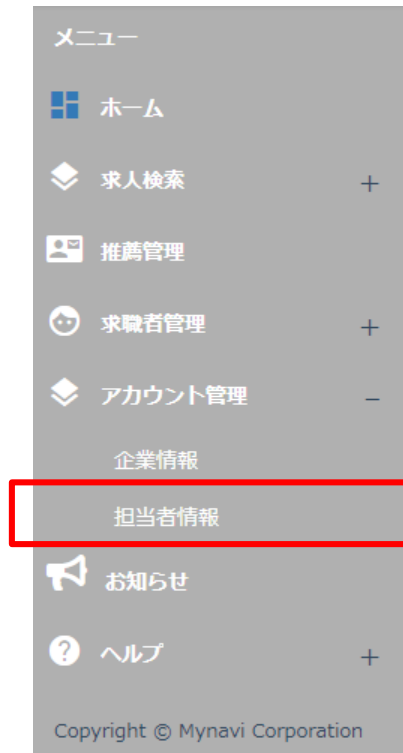 メニュー
ホーム
求人検索 +
推薦管理
求職者管理 +
アカウント管理 −
企業情報
担当者情報
お知らせ
ヘルプ +
Copyright © Mynavi Corporation